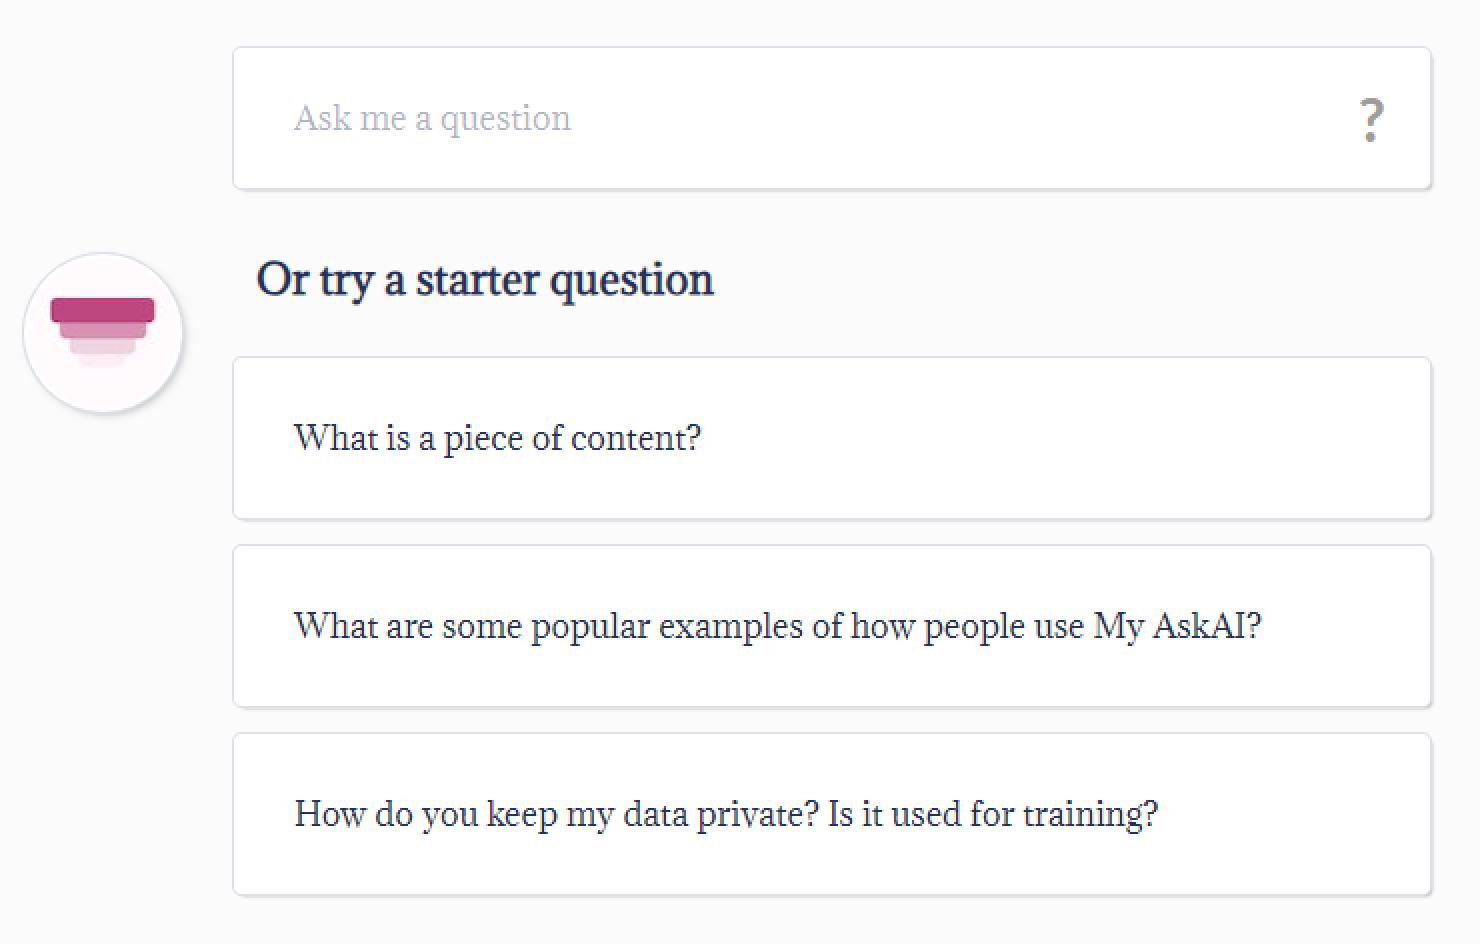 Ask me a question
?
Or try a starter question
What is a piece of content?
What are some popular examples of how people use My AskAI?
How do you keep my data private? Is it used for training?